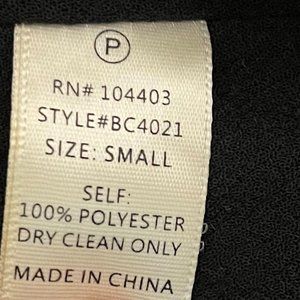 P
RN# 104403
STYLE#BC4021
SIZE: SMALL
SELF:
100% POLYESTER
DRY CLEAN ONLY
MADE IN CHINA